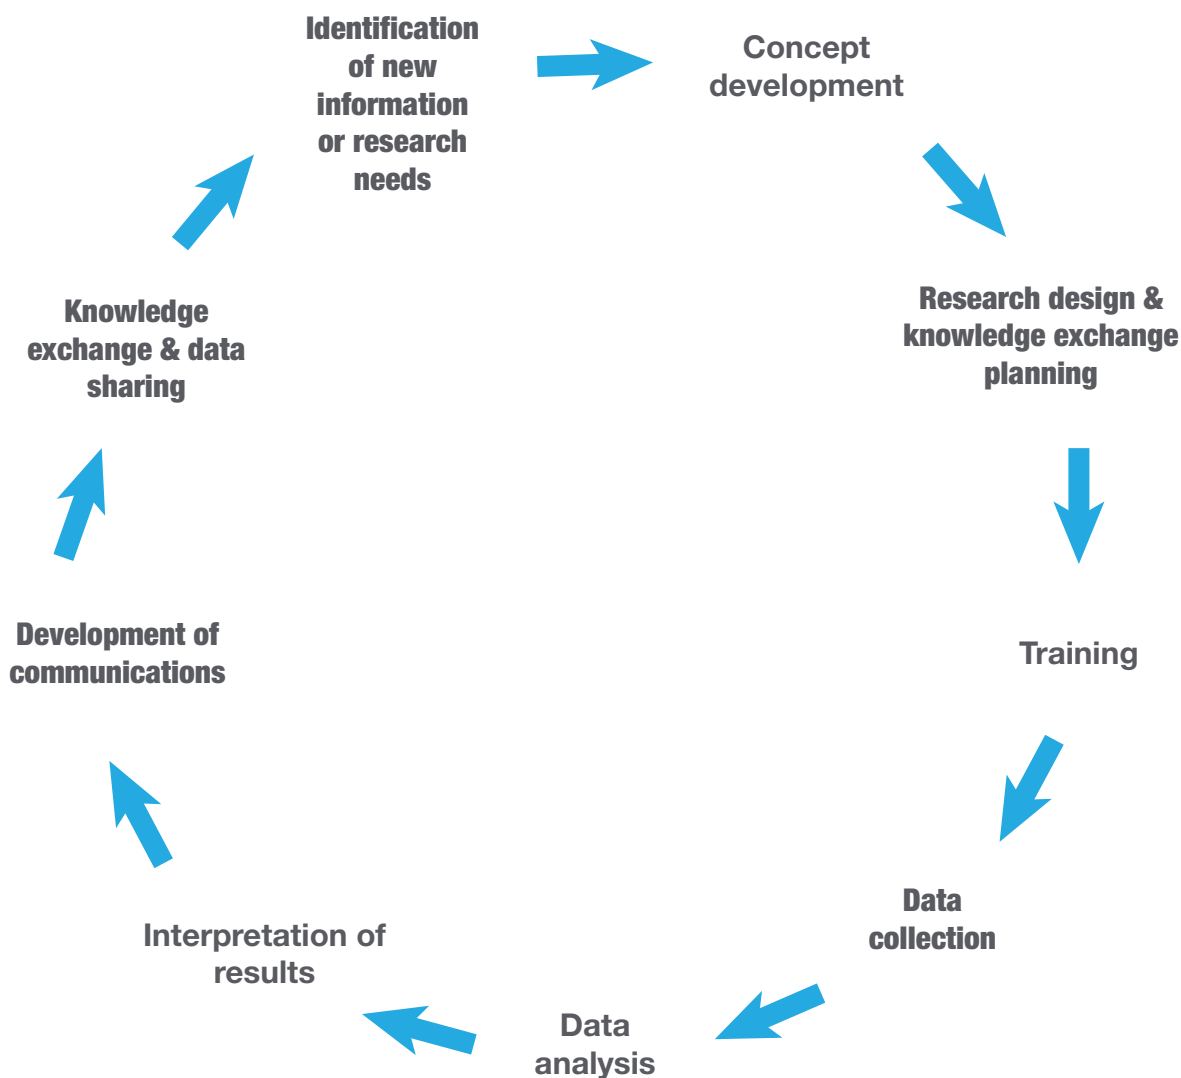 Identification
of new
information
or research
needs
Concept
development
Research design &
knowledge exchange
planning
Training
Data
collection
Data
analysis
Interpretation of
results
Development of
communications
Knowledge
exchange & data
sharing